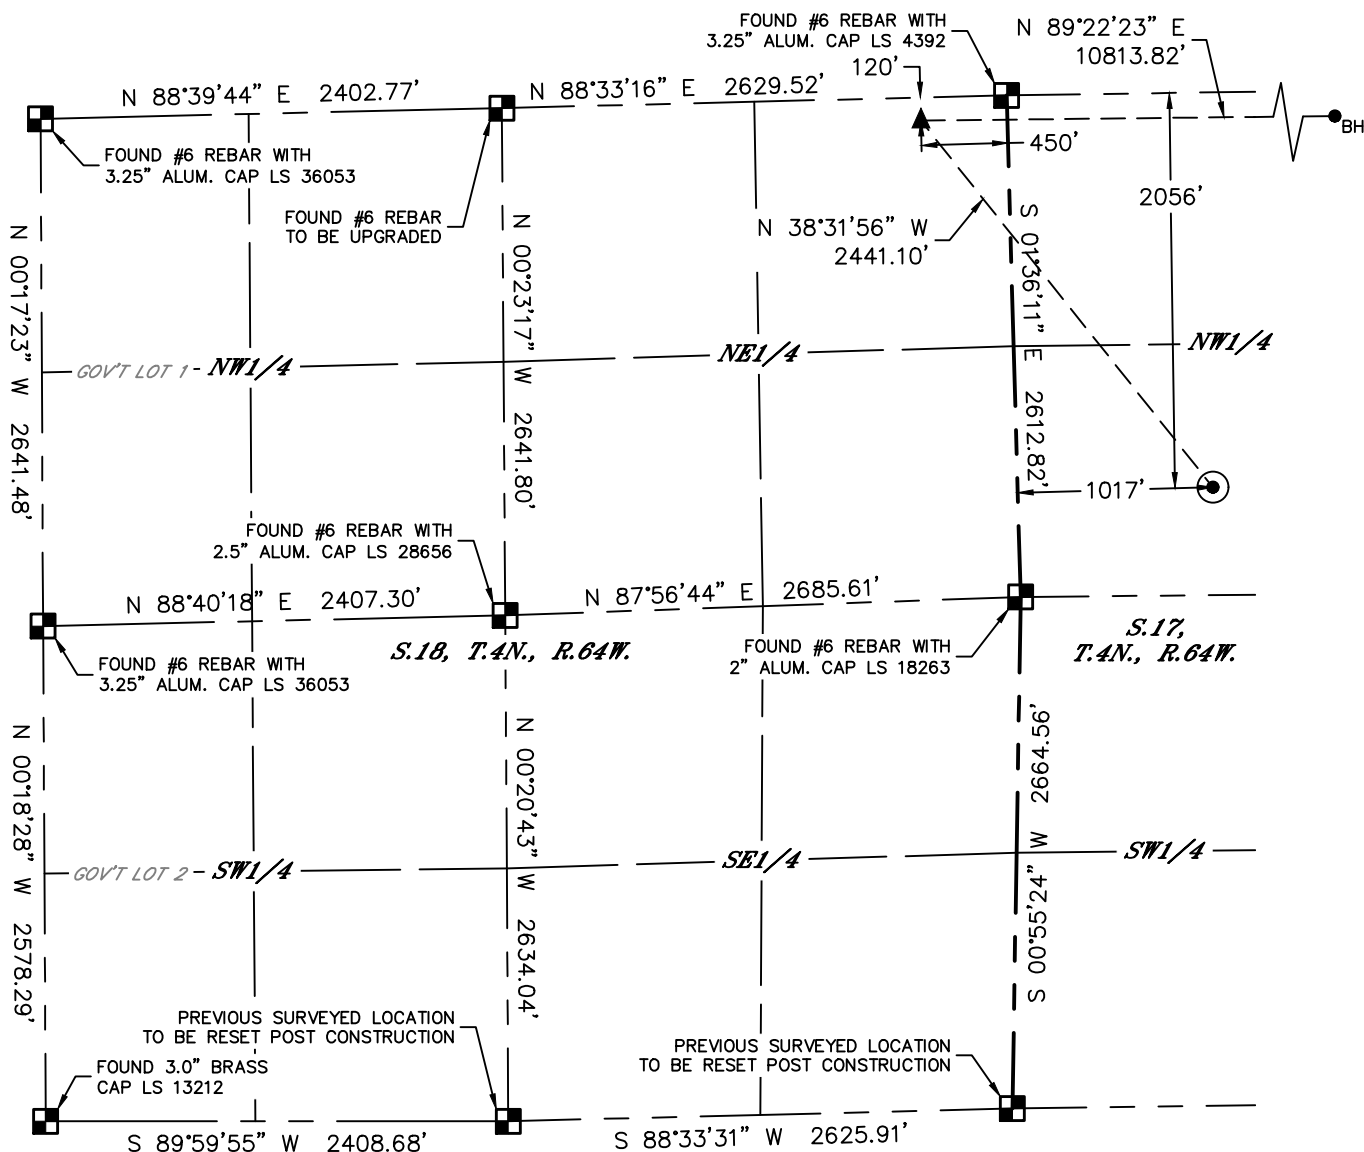 FOUND #6 REBAR WITH
3.25" ALUM. CAP LS 4392
N 89°22'23" E
10813.82'
120'
N 88°39'44" E 2402.77'
N 88°33'16" E 2629.52'
BH
FOUND #6 REBAR WITH
3.25" ALUM. CAP LS 36053
450'
2056'
FOUND #6 REBAR
TO BE UPGRADED
N 38°31'56" W
2441.10'
N 00°17'23" W 2641.48'
N 00°23'17" W 2641.80'
S 01°36'11" E 2612.82'
GOV'T LOT 1
NW1/4
NE1/4
NW1/4
1017'
FOUND #6 REBAR WITH
2.5" ALUM. CAP LS 28656
N 88°40'18" E 2407.30'
N 87°56'44" E 2685.61'
S.18, T.4N., R.64W.
S.17,
T.4N., R.64W.
FOUND #6 REBAR WITH
3.25" ALUM. CAP LS 36053
FOUND #6 REBAR WITH
2" ALUM. CAP LS 18263
N 00°18'28" W 2578.29'
N 00°20'43" W 2634.04'
S 00°55'24" W 2664.56'
GOV'T LOT 2
SW1/4
SE1/4
SW1/4
PREVIOUS SURVEYED LOCATION
TO BE RESET POST CONSTRUCTION
PREVIOUS SURVEYED LOCATION
TO BE RESET POST CONSTRUCTION
FOUND 3.0" BRASS
CAP LS 13212
S 89°59'55" W 2408.68'
S 88°33'31" W 2625.91'